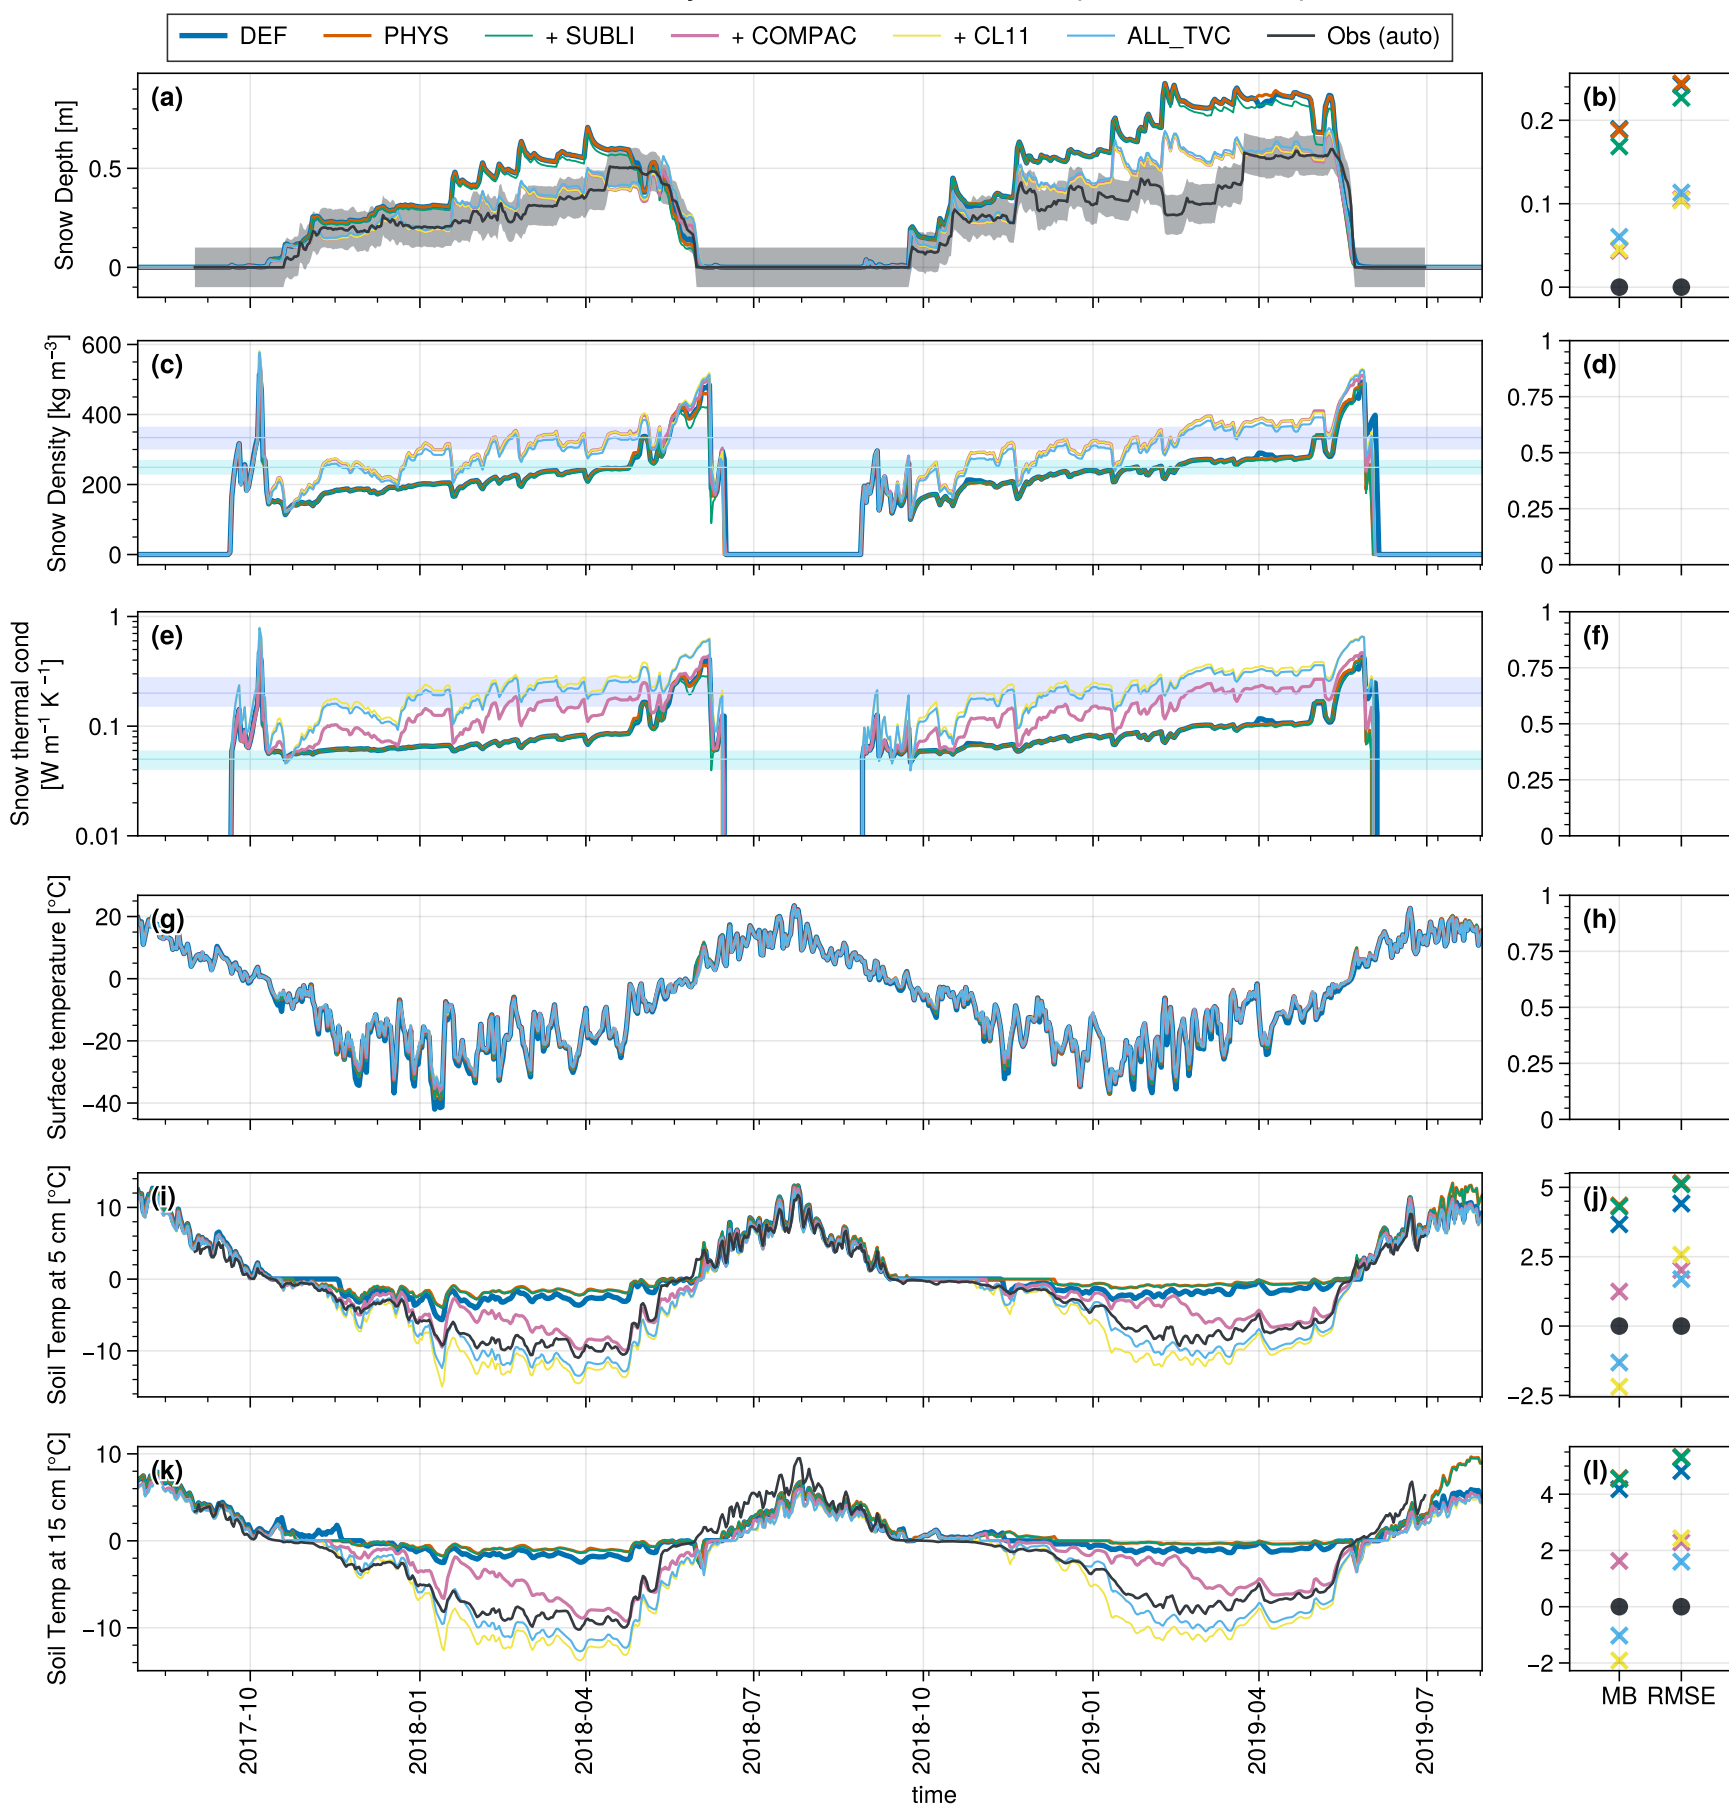 DEF PHYS + SUBLI + COMPAC + CL11 ALL_TVC Obs (auto)
Snow Depth [m]
(a)
0.5
0
(b)
0.2
0.1
0
Snow Density [kg m−3]
(c)
600
400
200
0
(d)
1
0.75
0.5
0.25
0
Snow thermal cond
[W m−1 K−1]
(e)
1
0.1
0.01
(f)
1
0.75
0.5
0.25
0
Surface temperature [°C]
(g)
20
0
−20
−40
(h)
1
0.75
0.5
0.25
0
Soil Temp at 5 cm [°C]
(i)
10
0
−10
(j)
5
2.5
0
−2.5
Soil Temp at 15 cm [°C]
(k)
10
0
−10
(l)
4
2
0
−2
2017-10 2018-01 2018-04 2018-07 2018-10 2019-01 2019-04 2019-07
MB RMSE
time